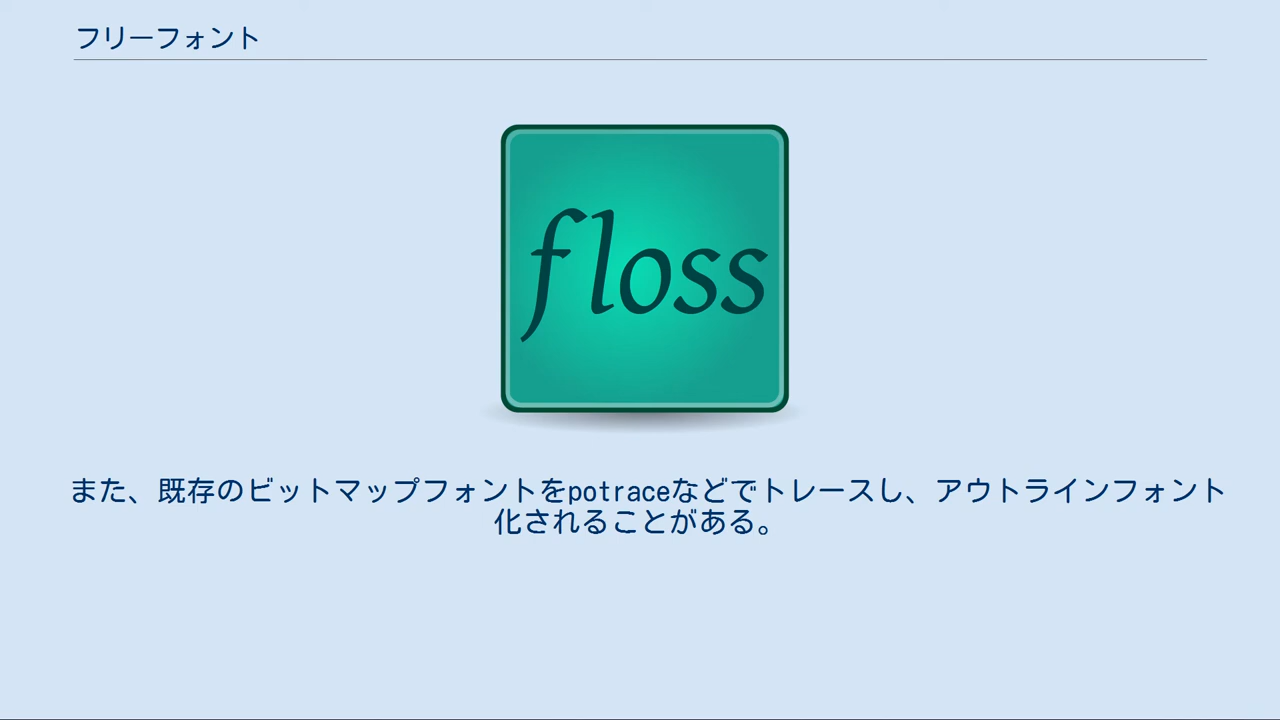 フリーフォント
floss
また、既存のビットマップフォントをpotraceなどでトレースし、アウトラインフォント
化されることがある。